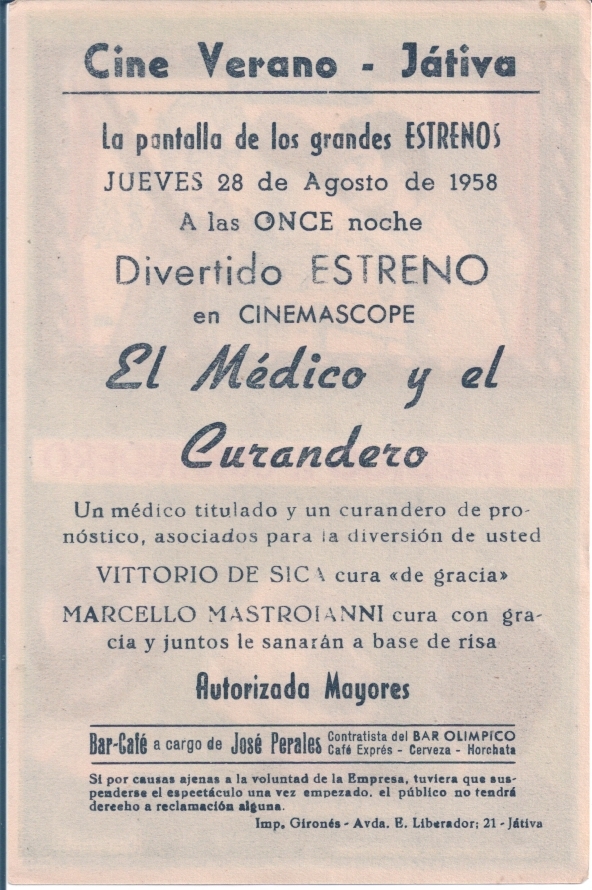 Cine Verano - Játiva
La pantalla de los grandes ESTRENOS
JUEVES 28 de Agosto de 1958
A las ONCE noche
Divertido ESTRENO
en CINEMASCOPE
El Médico y el
Curandero
Un médico titulado y un curandero de pro-
nóstico, asociados para la diversión de usted
VITTORIO DE SICA cura «de gracia»
MARCELLO MASTROIANNI cura con gra-
cia y juntos le sanarán a base de risa
Autorizada Mayores
Bar-Café a cargo de José Perales Contratista del BAR OLIMPICO
Café Exprés - Cerveza - Horchata
Si por causas ajenas a la voluntad de la Empresa, tuviera que sus-
penderse el espectáculo una vez empezado. el público no tendrá
derecho a reclamación alguna.
Imp. Gironés - Avda. E. Liberador; 21 - Játiva